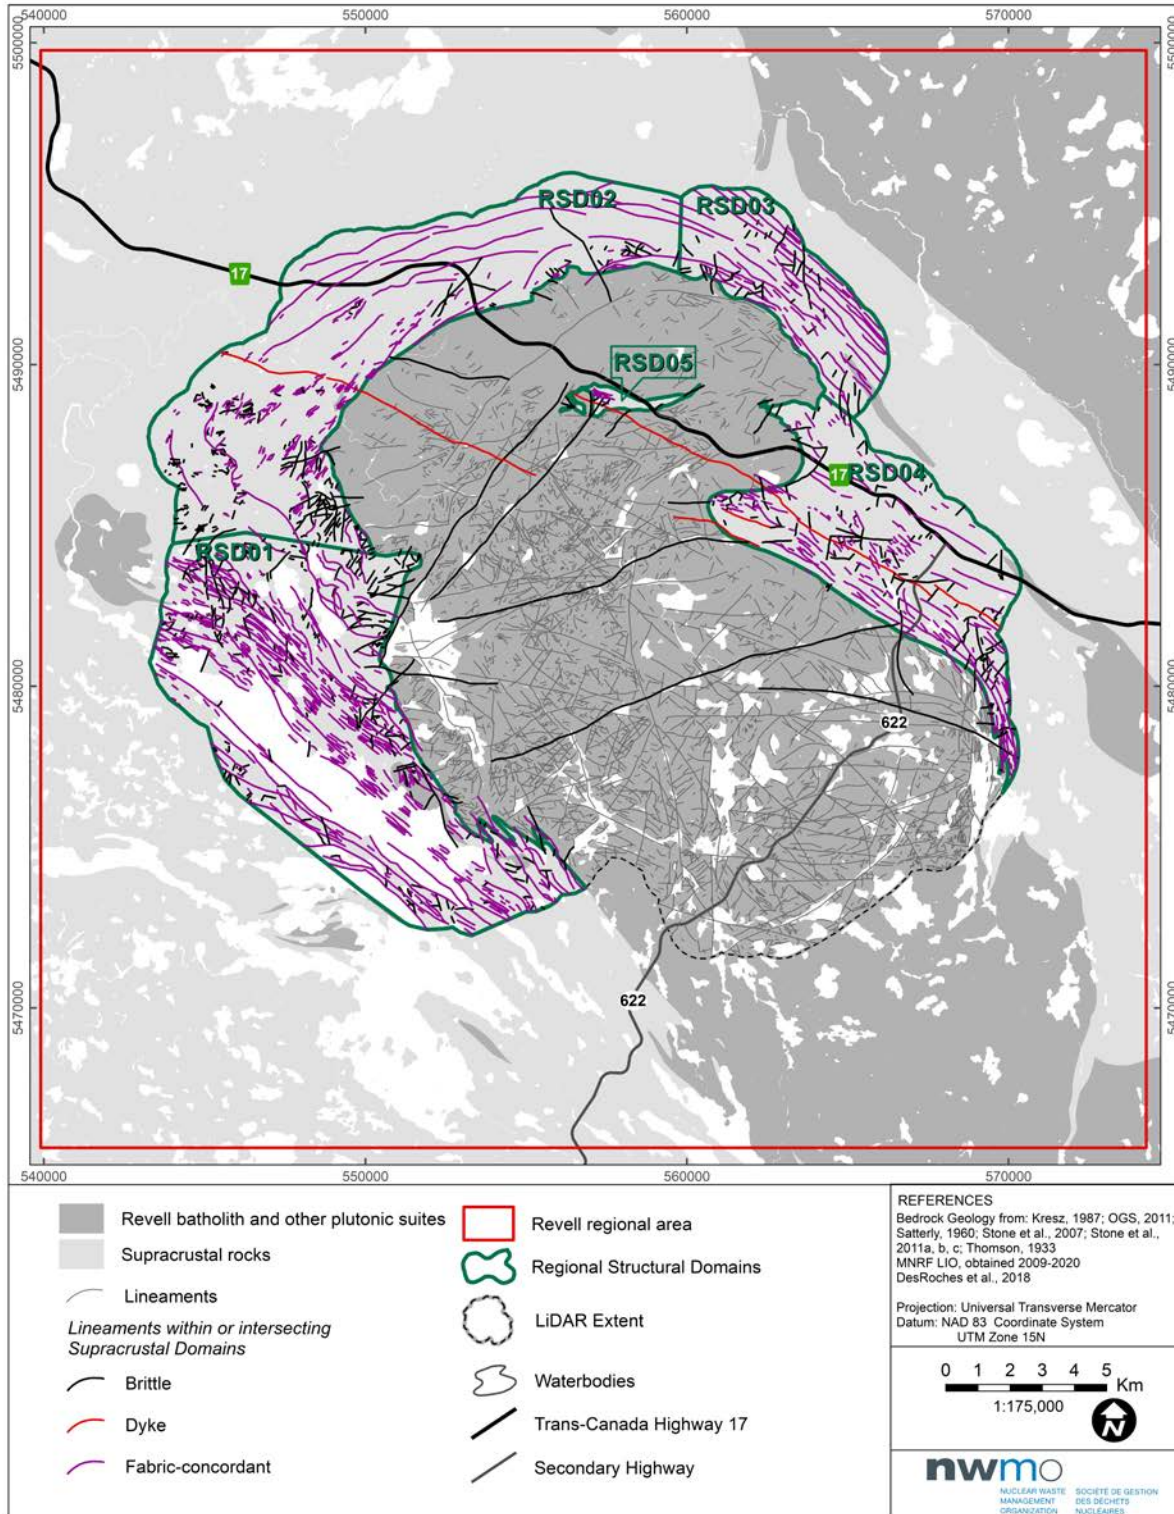 540000
550000
560000
570000
5500000
5500000
RSD02
RSD03
17
5490000
5490000
RSD05
17
RSD04
RSD01
5480000
5480000
622
5470000
5470000
622
540000
550000
560000
570000
Revell batholith and other plutonic suites
Supracrustal rocks
Lineaments
Lineaments within or intersecting
Supracrustal Domains
Brittle
Dyke
Fabric-concordant
Revell regional area
Regional Structural Domains
LiDAR Extent
Waterbodies
Trans-Canada Highway 17
Secondary Highway
REFERENCES
Bedrock Geology from: Kresz, 1987; OGS, 2011;
Satterly, 1960; Stone et al., 2007; Stone et al.,
2011a, b, c; Thomson, 1933
MNRF LIO, obtained 2009-2020
DesRoches et al., 2018
Projection: Universal Transverse Mercator
Datum: NAD 83 Coordinate System
UTM Zone 15N
0 1 2 3 4 5
Km
1:175,000
N
nwmo
NUCLEAR WASTE
MANAGEMENT
ORGANIZATION
SOCIÉTÉ DE GESTION
DES DÉCHETS
NUCLÉAIRES